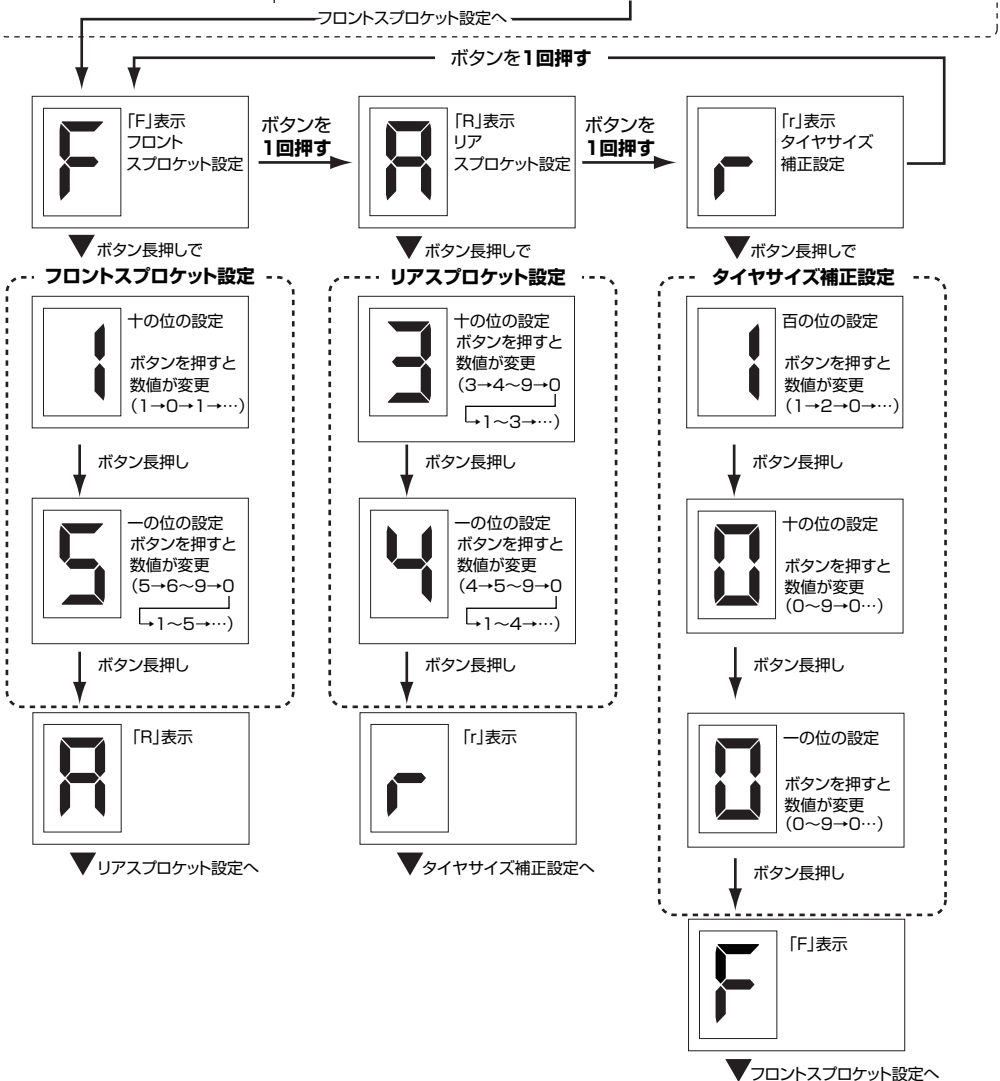 フロントスプロケット設定へ
ボタンを1回押す
F
「F」表示
フロント
スプロケット設定
ボタンを
1回押す
R
「R」表示
リア
スプロケット設定
ボタンを
1回押す
r
「r」表示
タイヤサイズ
補正設定
ボタン長押しで
ボタン長押しで
ボタン長押しで
フロントスプロケット設定
1
十の位の設定
ボタンを押すと
数値が変更
(1→0→1→…)
ボタン長押し
5
一の位の設定
ボタンを押すと
数値が変更
(5→6〜9→0
→1〜5→…)
ボタン長押し
R
「R」表示
リアスプロケット設定へ
リアスプロケット設定
3
十の位の設定
ボタンを押すと
数値が変更
(3→4〜9→0
→1〜3→…)
ボタン長押し
4
一の位の設定
ボタンを押すと
数値が変更
(4→5〜9→0
→1〜4→…)
ボタン長押し
r
「r」表示
タイヤサイズ補正設定へ
タイヤサイズ補正設定
1
百の位の設定
ボタンを押すと
数値が変更
(1→2→0→…)
ボタン長押し
0
十の位の設定
ボタンを押すと
数値が変更
(0〜9→0…)
ボタン長押し
0
一の位の設定
ボタンを押すと
数値が変更
(0〜9→0…)
ボタン長押し
F
「F」表示
フロントスプロケット設定へ